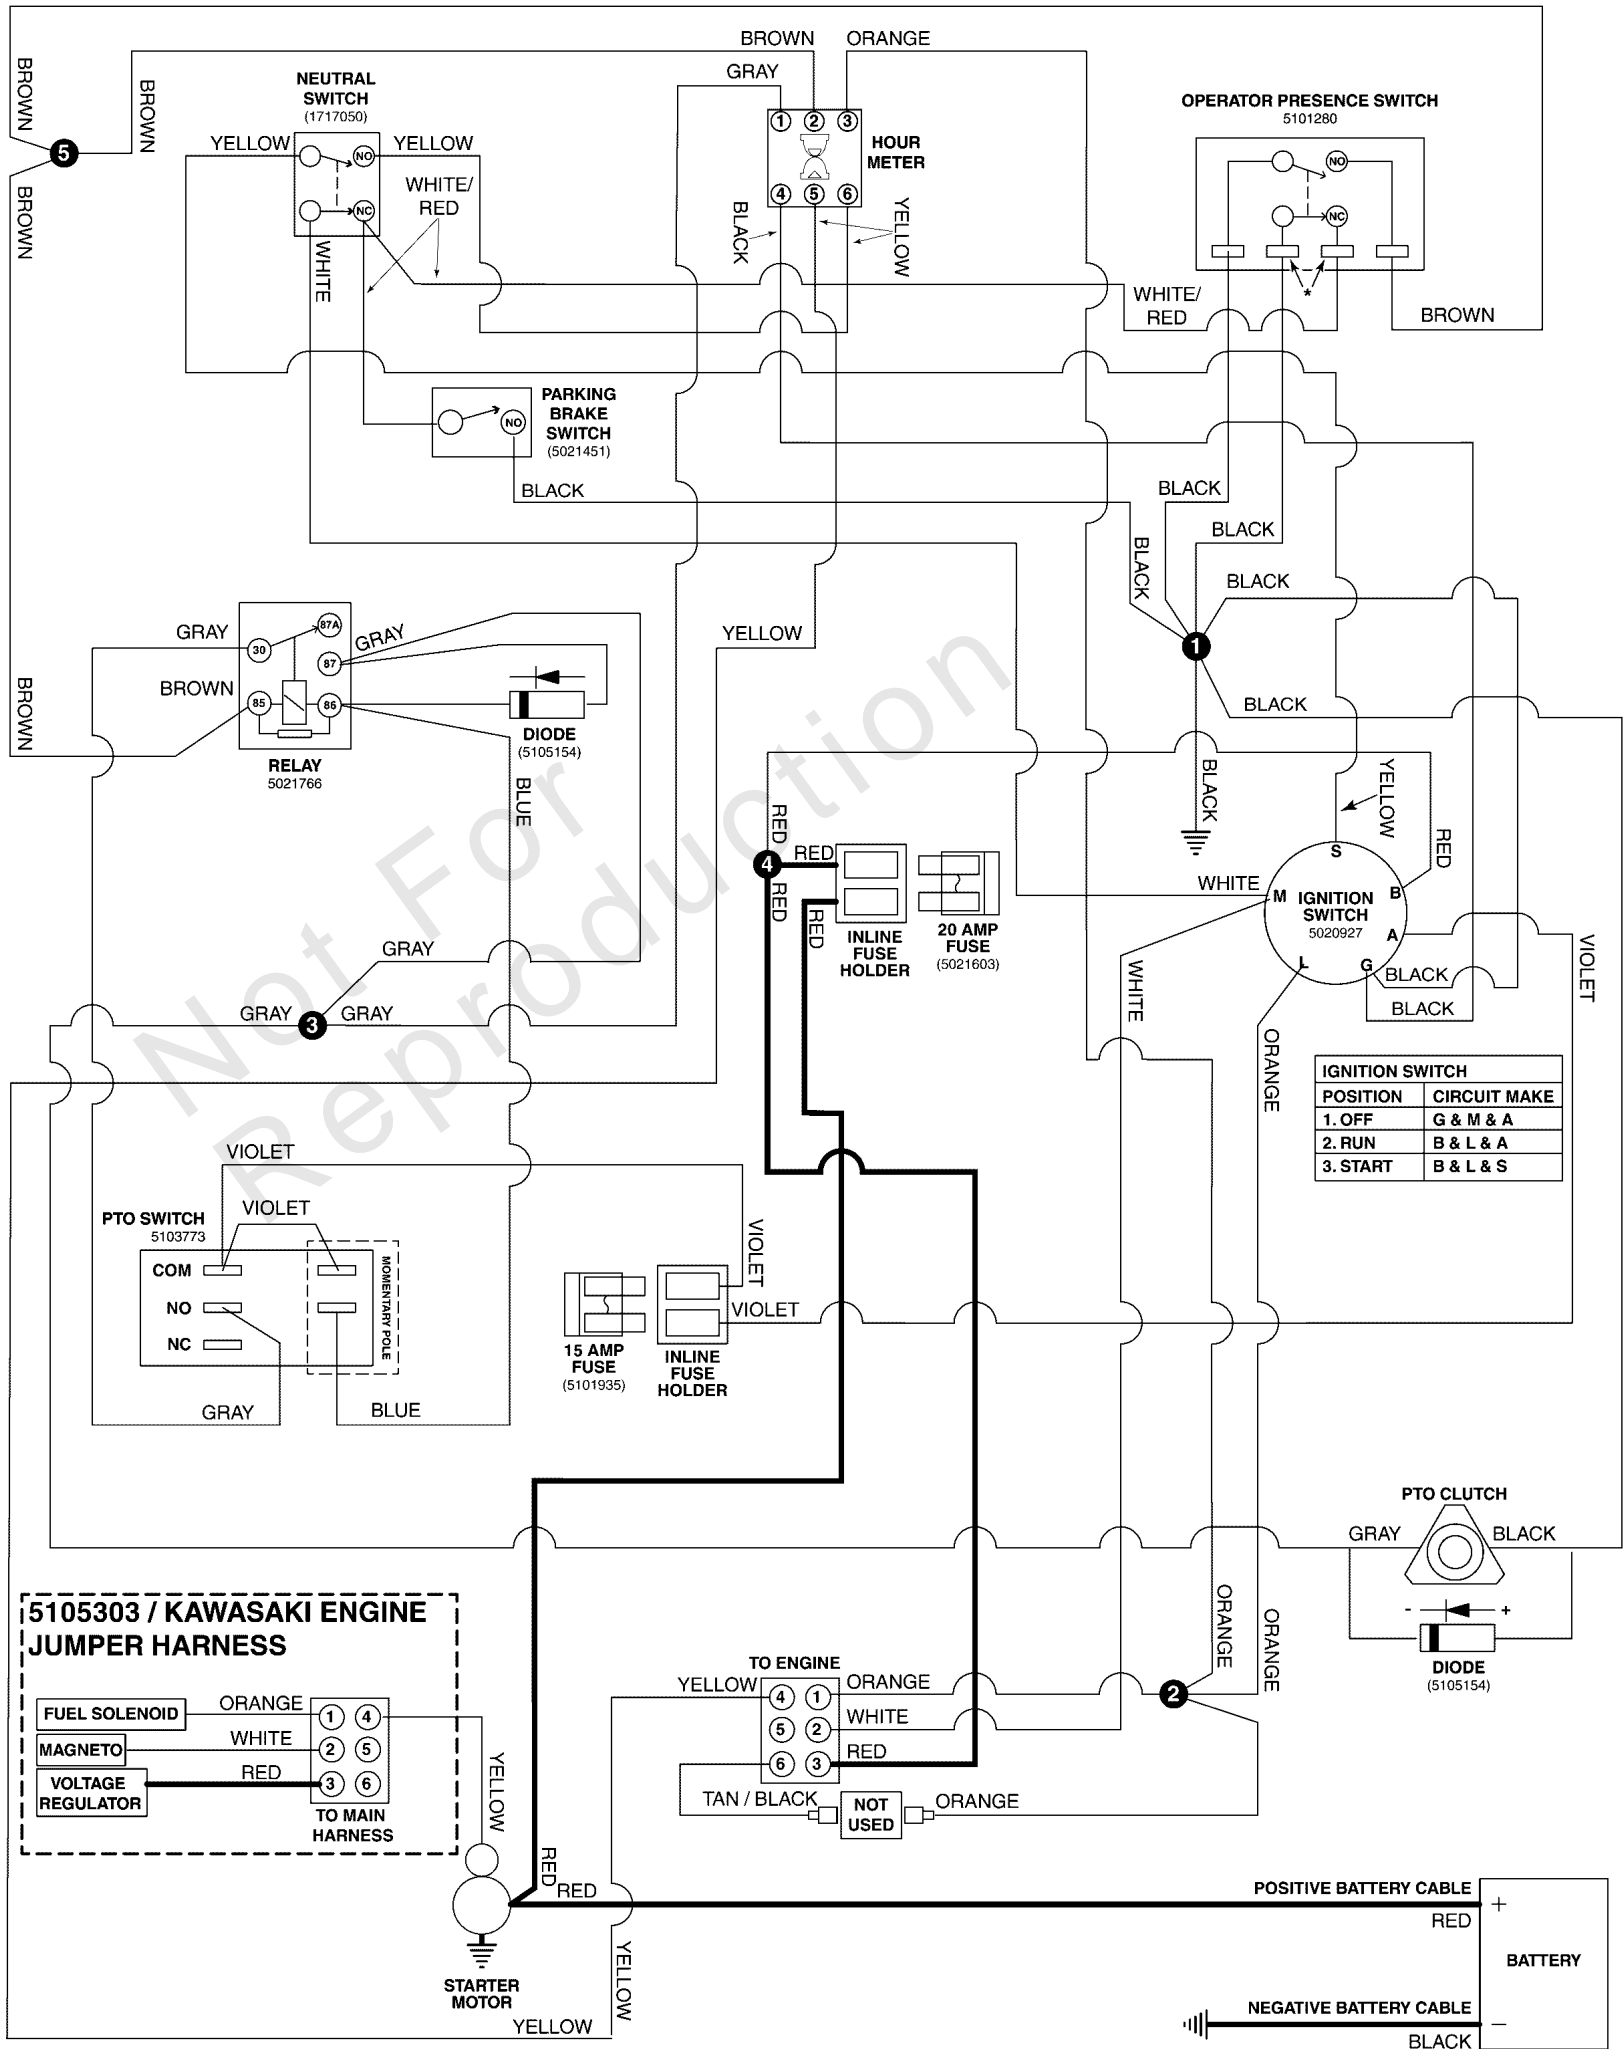 BROWN
ORANGE
GRAY
BROWN
BROWN
NEUTRAL
SWITCH
(1717050)
OPERATOR PRESENCE SWITCH
5101280
1 2 3
HOUR
METER
4 5 6
5
YELLOW
NO
YELLOW
WHITE/
RED
NC
NO
NC
BROWN
WHITE
BLACK
YELLOW
*
WHITE/
RED
BROWN
PARKING
BRAKE
SWITCH
(5021451)
NO
BLACK
BLACK
BLACK
BLACK
BLACK
1
BLACK
BLACK
YELLOW
GRAY
30
87A
87
GRAY
BROWN
85
86
RELAY
5021766
BROWN
DIODE
(5105154)
BLUE
RED
4
RED
RED
RED
INLINE
FUSE
HOLDER
20 AMP
FUSE
(5021603)
YELLOW
RED
WHITE
S
M
B
IGNITION
SWITCH
5020927
A
L
G
BLACK
BLACK
VIOLET
WHITE
ORANGE
GRAY
GRAY
3
GRAY
IGNITION SWITCH
POSITION CIRCUIT MAKE
1. OFF G & M & A
2. RUN B & L & A
3. START B & L & S
VIOLET
VIOLET
PTO SWITCH
5103773
COM
NO
NC
MOMENTARY POLE
GRAY
BLUE
VIOLET
VIOLET
15 AMP
FUSE
(5101935)
INLINE
FUSE
HOLDER
PTO CLUTCH
GRAY
BLACK
- +
DIODE
(5105154)
ORANGE
ORANGE
5105303 / KAWASAKI ENGINE
JUMPER HARNESS
FUEL SOLENOID
ORANGE
1 4
MAGNETO
WHITE
2 5
VOLTAGE
REGULATOR
RED
3 6
TO MAIN
HARNESS
YELLOW
TO ENGINE
YELLOW
4 1
ORANGE
2
5 2
WHITE
6 3
RED
TAN / BLACK
NOT
USED
ORANGE
RED
RED
STARTER
MOTOR
YELLOW
YELLOW
POSITIVE BATTERY CABLE
+
RED
BATTERY
NEGATIVE BATTERY CABLE
−
BLACK
Not For
Reproduction